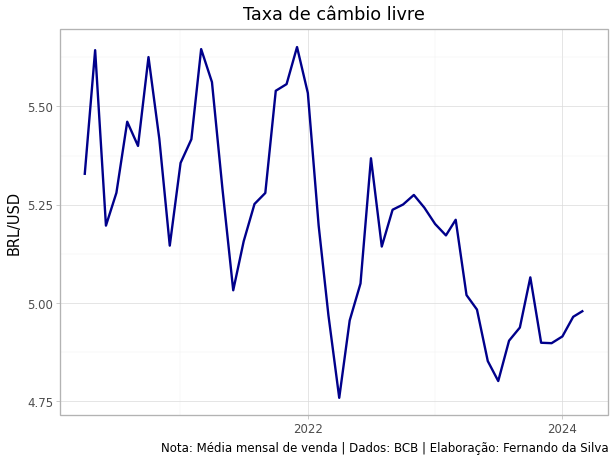 Taxa de câmbio livre
BRL/USD
5.50
5.25
5.00
4.75
2022
2024
Nota: Média mensal de venda | Dados: BCB | Elaboração: Fernando da Silva